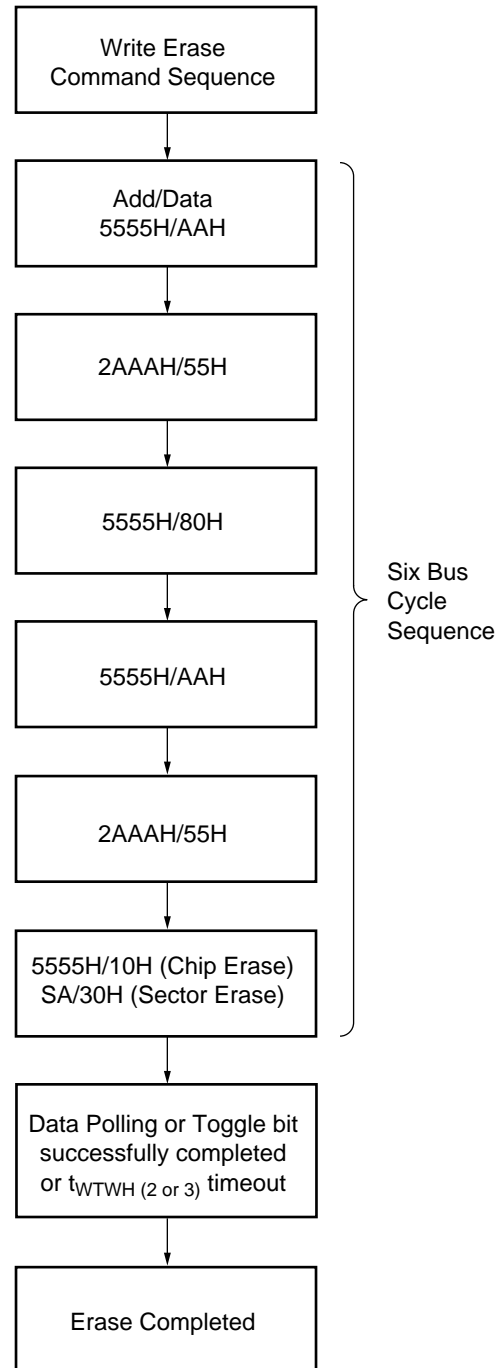 Write Erase
Command Sequence
Add/Data
5555H/AAH
2AAAH/55H
5555H/80H
5555H/AAH
2AAAH/55H
5555H/10H (Chip Erase)
SA/30H (Sector Erase)
Six Bus
Cycle
Sequence
Data Polling or Toggle bit
successfully completed
or tWTWH (2 or 3) timeout
Erase Completed